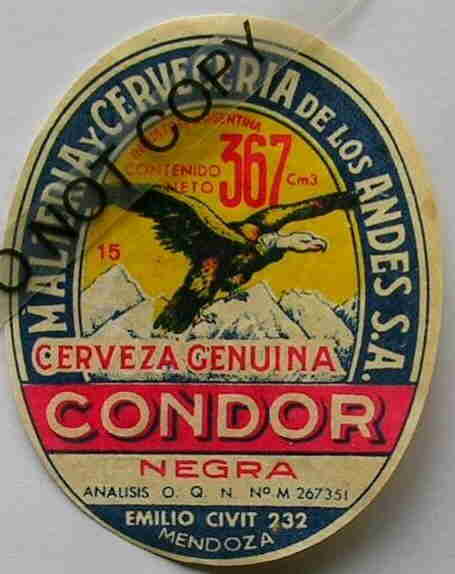 MALTERIA Y CERVECERIA DE LOS ANDES S.A.
INDUSTRIA ARGENTINA
CONTENIDO
NETO 367 Cm3
15
CERVEZA GENUINA
CONDOR
NEGRA
ANALISIS O. Q. N. Nº M 267351
EMILIO CIVIT 232
MENDOZA
NOT COPY